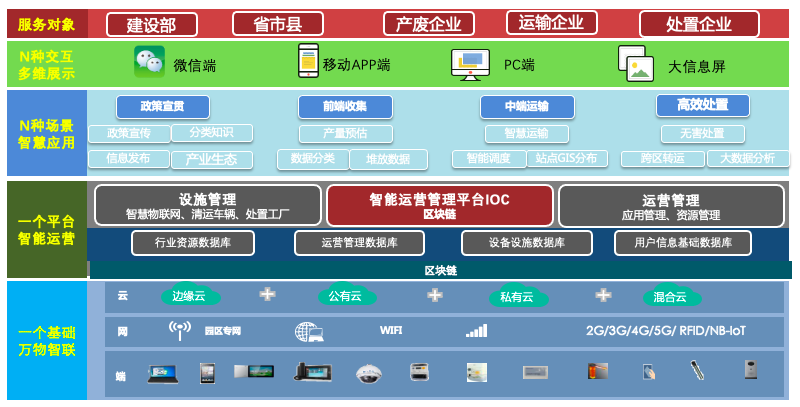 服务对象
建设部
省市县
产废企业
运输企业
处置企业
N种交互
多维展示
微信端
移动APP端
PC端
大信息屏
N种场景
智慧应用
政策宣贯
前端收集
中端运输
高效处置
政策宣传
分类知识
产量预估
智慧运输
无害处置
信息发布
产业生态
数据分类
堆放数据
智能调度
站点GIS分布
跨区转运
大数据分析
一个平台
智能运营
设施管理
智慧物联网、清运车辆、处置工厂
智能运营管理平台IOC
区块链
运营管理
应用管理、资源管理
行业资源数据库
运营管理数据库
设备设施数据库
用户信息基础数据库
区块链
一个基础
万物智联
云
边缘云
公有云
私有云
混合云
网
园区专网
WIFI
2G/3G/4G/5G/ RFID/NB-IoT
端